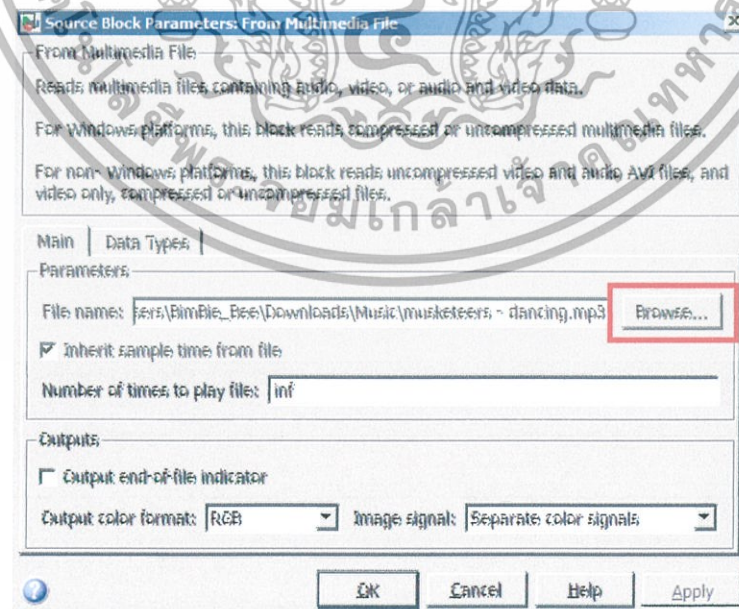 Source Block Parameters: From Multimedia File
From Multimedia File
Reads multimedia files containing audio, video, or audio and video data.
For Windows platforms, this block reads compressed or uncompressed multimedia files.
For non- Windows platforms, this block reads uncompressed video and audio AVI files, and
video only, compressed or uncompressed files.
Main
Data Types
Parameters
File name: sers\BimBie_Bee\Downloads\Music\musketeers - dancing.mp3 Browse...
Inherit sample time from file
Number of times to play file: inf
Outputs
Output end-of-file indicator
Output color format: RGB Image signal: Separate color signals
OK Cancel Help Apply